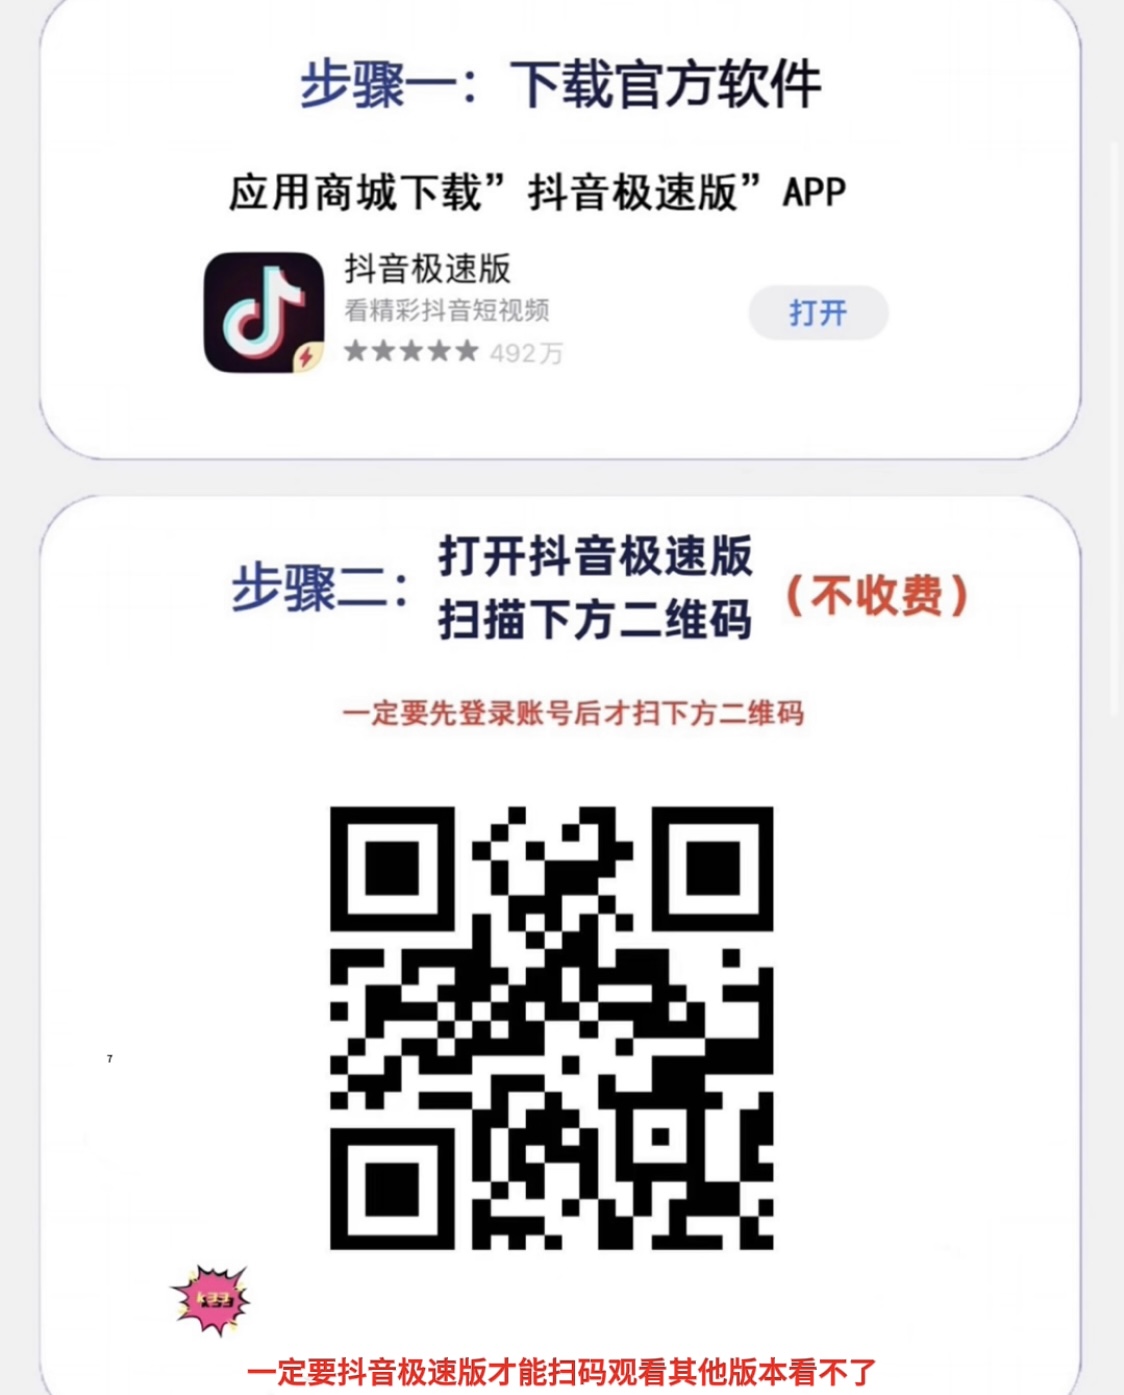 步骤一：下载官方软件
应用商城下载”抖音极速版”APP
抖音极速版
看精彩抖音短视频
492万
打开
步骤二：
打开抖音极速版
扫描下方二维码
（不收费）
一定要先登录账号后才扫下方二维码
7
k33
一定要抖音极速版才能扫码观看其他版本看不了